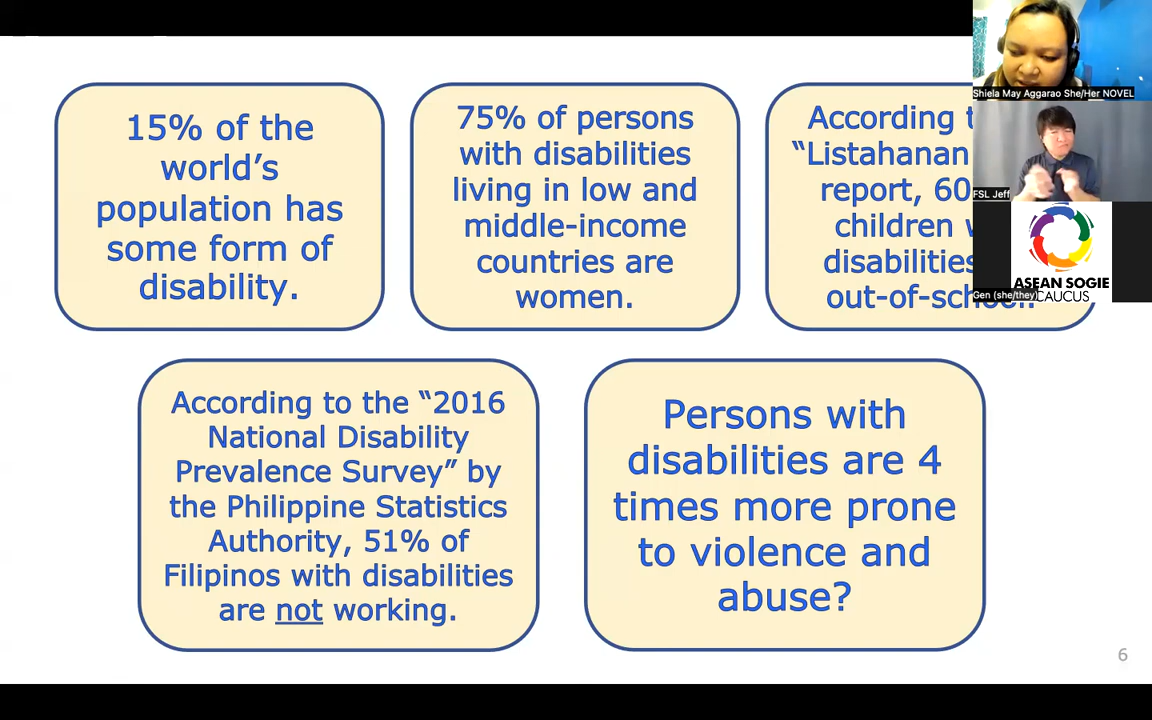 15% of the
world's
population has
some form of
disability.
75% of persons
with disabilities
living in low and
middle-income
countries are
women.
According
“Listahanan
report, 60
children
disabilities
out-of-school.
According to the “2016
National Disability
Prevalence Survey” by
the Philippine Statistics
Authority, 51% of
Filipinos with disabilities
are not working.
Persons with
disabilities are 4
times more prone
to violence and
abuse?
6
Shiela May Aggarao She/Her NOVEL
FSL Jeff
ASEAN SOGIE
CAUCUS
Gen (she/they)